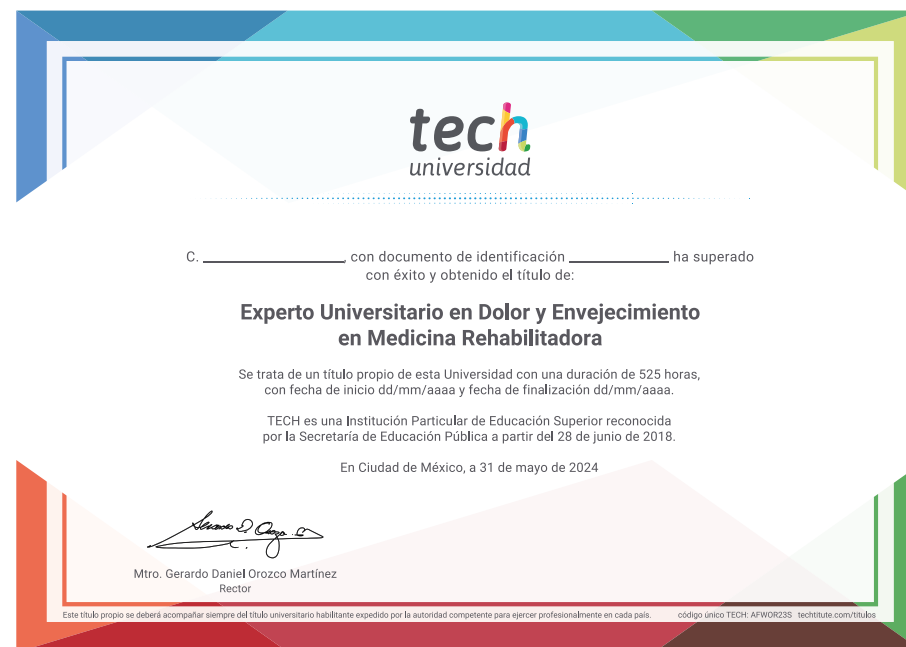 tech
universidad
C. ____________________, con documento de identificación ______________ ha superado
con éxito y obtenido el título de:
Experto Universitario en Dolor y Envejecimiento
en Medicina Rehabilitadora
Se trata de un título propio de esta Universidad con una duración de 525 horas,
con fecha de inicio dd/mm/aaaa y fecha de finalización dd/mm/aaaa.
TECH es una Institución Particular de Educación Superior reconocida
por la Secretaría de Educación Pública a partir del 28 de junio de 2018.
En Ciudad de México, a 31 de mayo de 2024
Mtro. Gerardo Daniel Orozco Martínez
Rector
Este título propio se deberá acompañar siempre del título universitario habilitante expedido por la autoridad competente para ejercer profesionalmente en cada país. código único TECH: AFWOR23S techtitute.com/titulos